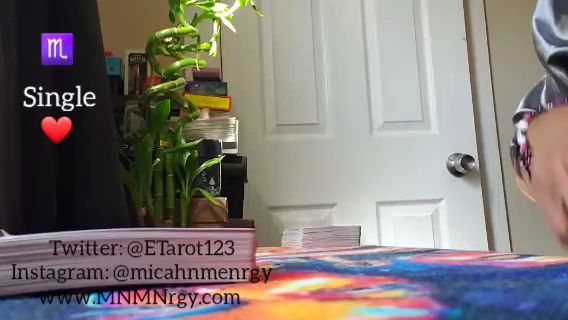 ♏
Single
❤️
Twitter: @ETarot123
Instagram: @micahnmenrgy
www.MNMNrgy.com